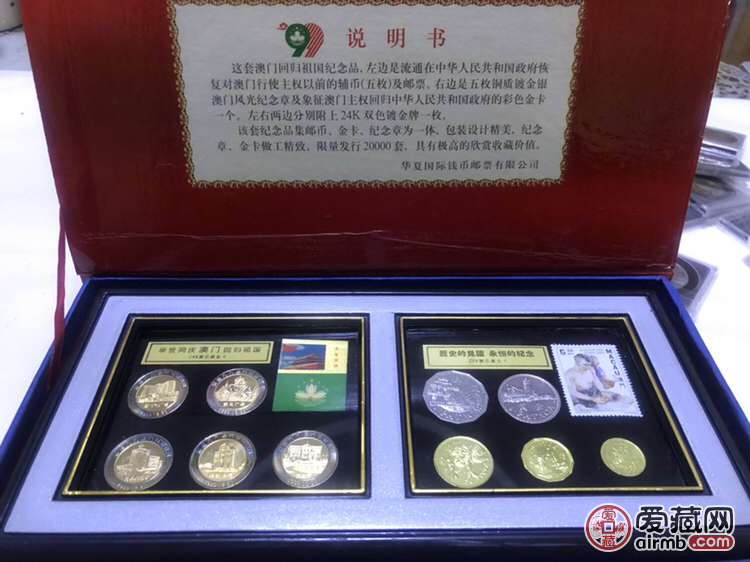 99 说明书
这套澳门回归祖国纪念品，左边是流通在中华人民共和国政府恢
复对澳门行使主权以前的辅币(五枚)及邮票。右边是五枚铜质镀金银
澳门风光纪念章及象征澳门主权回归中华人民共和国政府的彩色金卡
一个。左右两边分别附上24K双色镀金牌一枚。
该套纪念品集邮币、金卡、纪念章为一体，包装设计精美、纪念
章、金卡做工精致、限量发行20000套，具有极高的欣赏收藏价值。
华夏国际钱币邮票有限公司
举世同庆 澳门 回归祖国
歷史的見證 永恒的纪念
MACAU
澳門
爱藏网
airmb.com